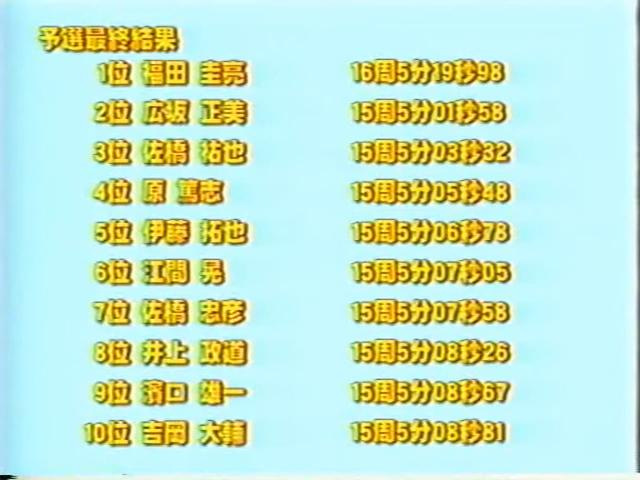 予選最終結果
1位 福田 圭亮 16周5分19秒98
2位 広坂 正美 15周5分01秒58
3位 佐橋 祐也 15周5分03秒32
4位 原 篤志 15周5分05秒48
5位 伊藤 拓也 15周5分06秒78
6位 江間 晃 15周5分07秒05
7位 佐橋 忠彦 15周5分07秒58
8位 井上 政道 15周5分08秒26
9位 濱口 雄一 15周5分08秒67
10位 吉岡 大輔 15周5分08秒81